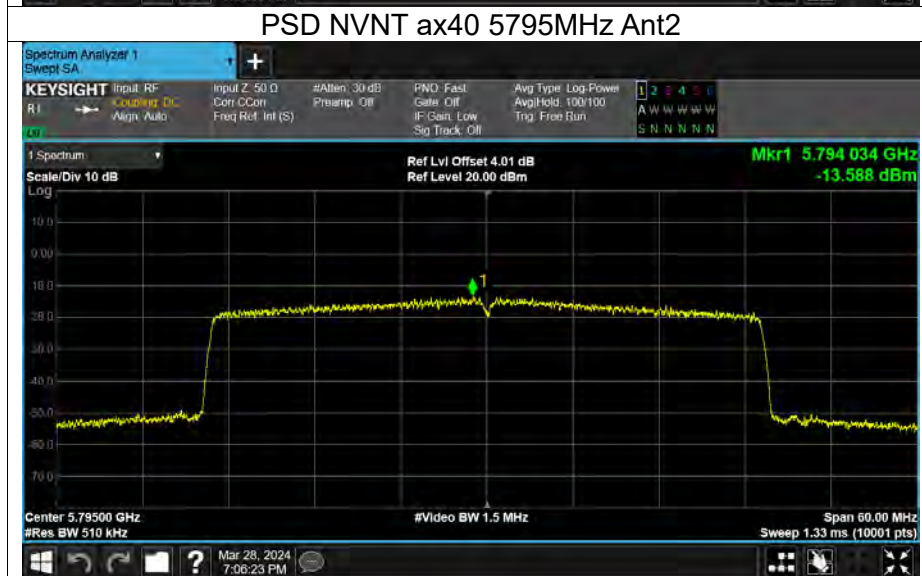 PSD NVNT ax40 5795MHz Ant2
Spectrum Analyzer 1
Swept SA
+
KEYSIGHT Input: RF Input Z: 50 Ω #Atten: 30 dB PNO: Fast Avg Type: Log-Power 1 2 3 4 5 6
Coupling: DC Corr CCorr Preamp: Off Gate: Off Avg|Hold: 100/100 A W W W W W
Align: Auto Freq Ref: Int (S) IF Gain: Low Trig: Free Run
Sig Track: Off S N N N N N
1 Spectrum Ref Lvl Offset 4.01 dB Mkr1 5.794 034 GHz
Scale/Div 10 dB Ref Level 20.00 dBm -13.588 dBm
Log
10.0
0.00
1
-40.0
-50.0
-60.0
-70.0
Center 5.79500 GHz #Video BW 1.5 MHz Span 60.00 MHz
#Res BW 510 kHz Sweep 1.33 ms (10001 pts)
? Mar 28, 2024
7:06:23 PM